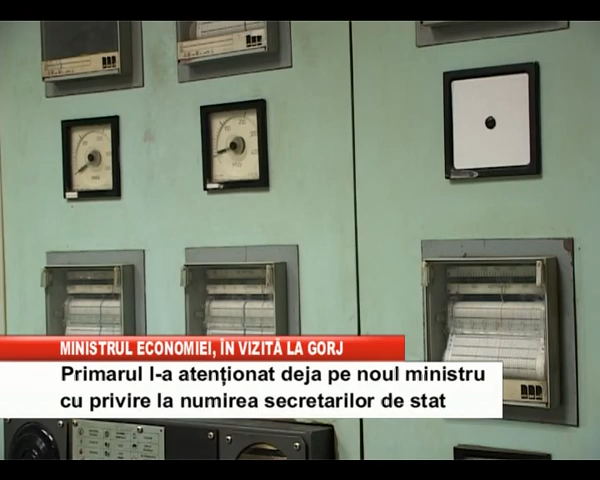 MINISTRUL ECONOMIEI, ÎN VIZITĂ LA GORJ
Primarul l-a atenționat deja pe noul ministru
cu privire la numirea secretarilor de stat